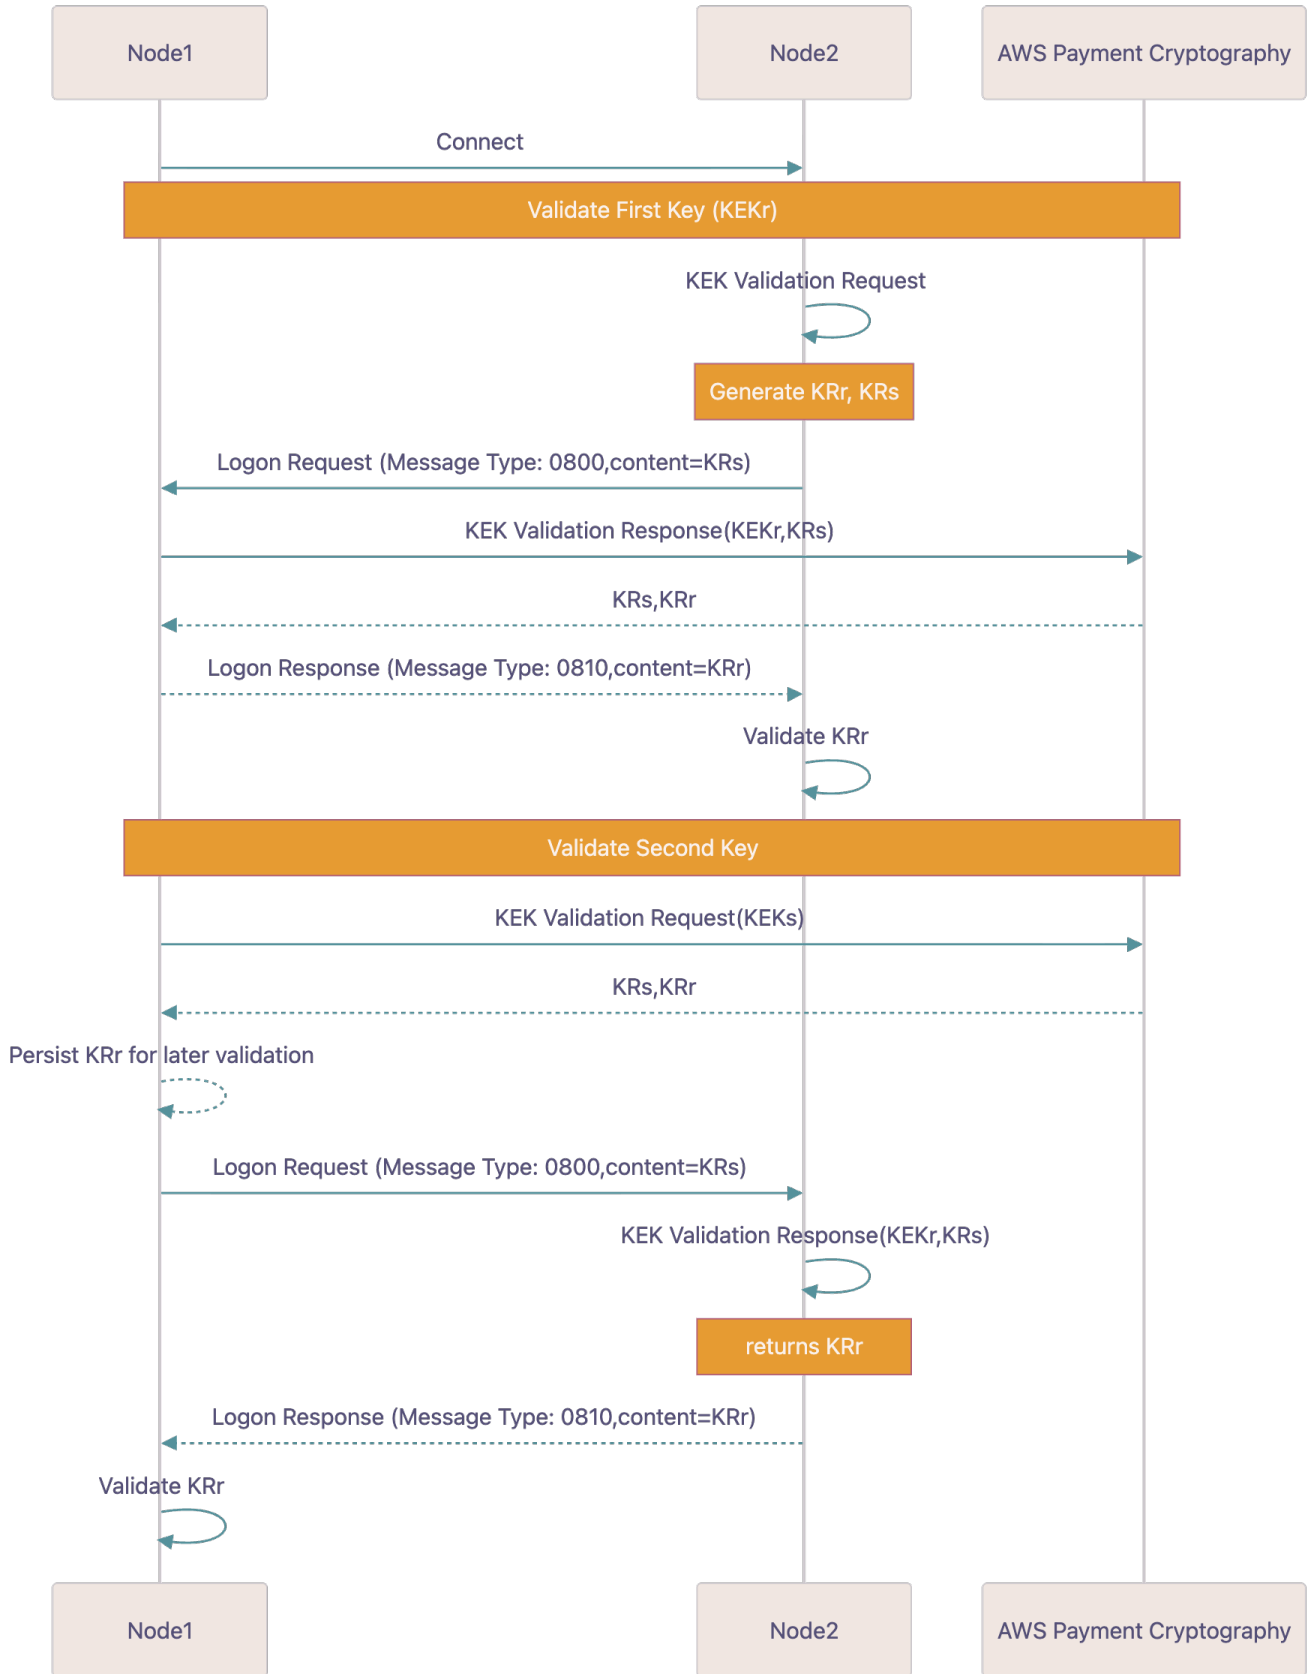 Node1
Node2
AWS Payment Cryptography
Connect
Validate First Key (KEKr)
KEK Validation Request
Generate KRr, KRs
Logon Request (Message Type: 0800,content=KRs)
KEK Validation Response(KEKr,KRs)
KRs,KRr
Logon Response (Message Type: 0810,content=KRr)
Validate KRr
Validate Second Key
KEK Validation Request(KEKs)
KRs,KRr
Persist KRr for later validation
Logon Request (Message Type: 0800,content=KRs)
KEK Validation Response(KEKr,KRs)
returns KRr
Logon Response (Message Type: 0810,content=KRr)
Validate KRr
Node1
Node2
AWS Payment Cryptography